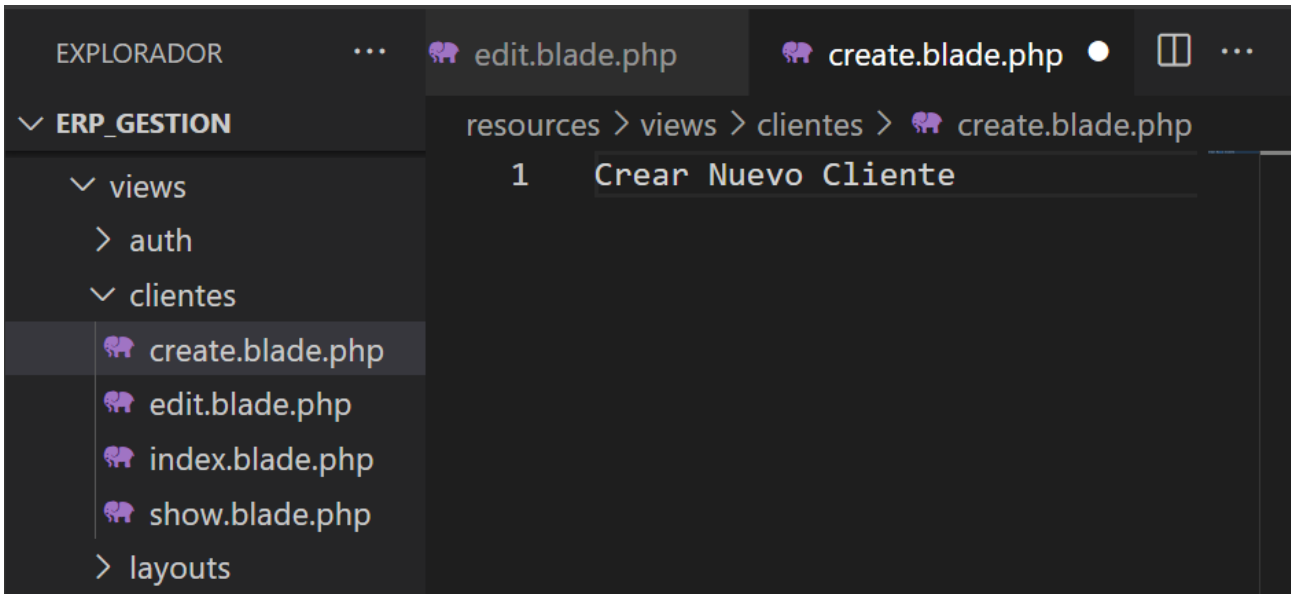 EXPLORADOR ...
ERP_GESTION
views
auth
clientes
create.blade.php
edit.blade.php
index.blade.php
show.blade.php
layouts
edit.blade.php create.blade.php ● ...
resources > views > clientes > create.blade.php
1 Crear Nuevo Cliente